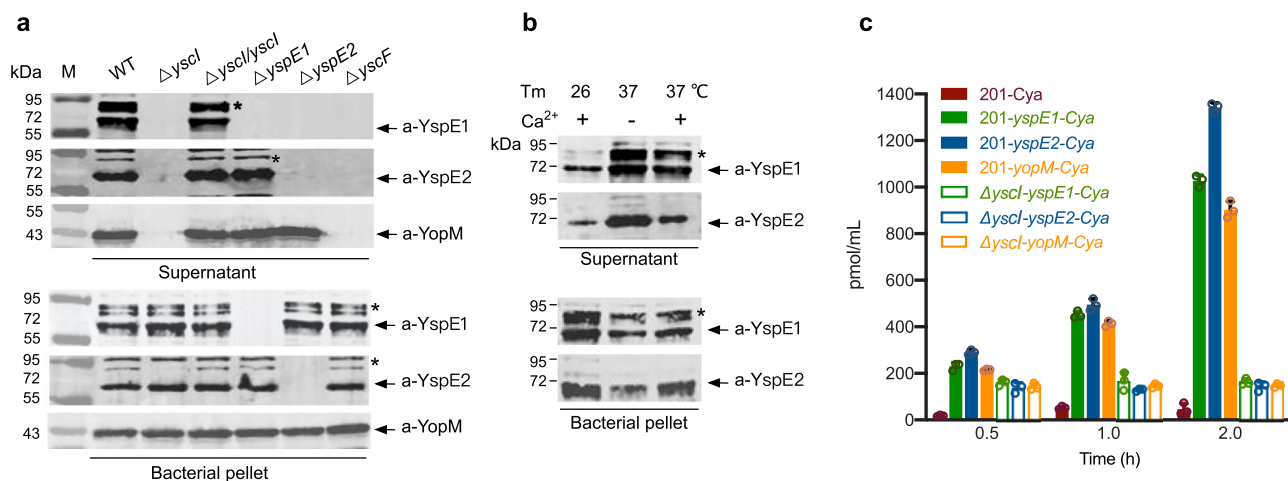 a
kDa M WT △yscI △yscI/yscI △yspE1 △yspE2 △yscF
95
72
55
*
a-YspE1
95
72
55
*
a-YspE2
55
43
a-YopM
Supernatant
95
72
55
*
a-YspE1
95
72
55
*
a-YspE2
43
a-YopM
Bacterial pellet
b
Tm 26 37 37 ℃
Ca2+ + - +
kDa
95
72
*
a-YspE1
95
72
a-YspE2
Supernatant
95
72
*
a-YspE1
95
72
a-YspE2
Bacterial pellet
c
201-Cya
201-yspE1-Cya
201-yspE2-Cya
201-yopM-Cya
ΔyscI-yspE1-Cya
ΔyscI-yspE2-Cya
ΔyscI-yopM-Cya
pmol/mL
1400
1200
1000
800
600
400
200
0
0.5 1.0 2.0
Time (h)